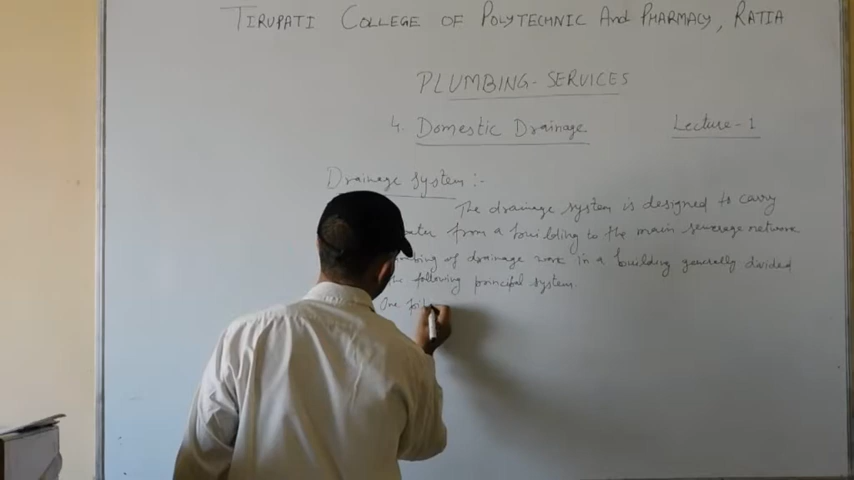 TIRUPATI COLLEGE OF POLYTECHNIC And PHARMACY, RATIA
PLUMBING-SERVICES
4. Domestic Drainage Lecture-1
Drainage System :-
The drainage system is designed to carry
from a building to the main sewerage network
of drainage work in a building generally divided
following principal system
One